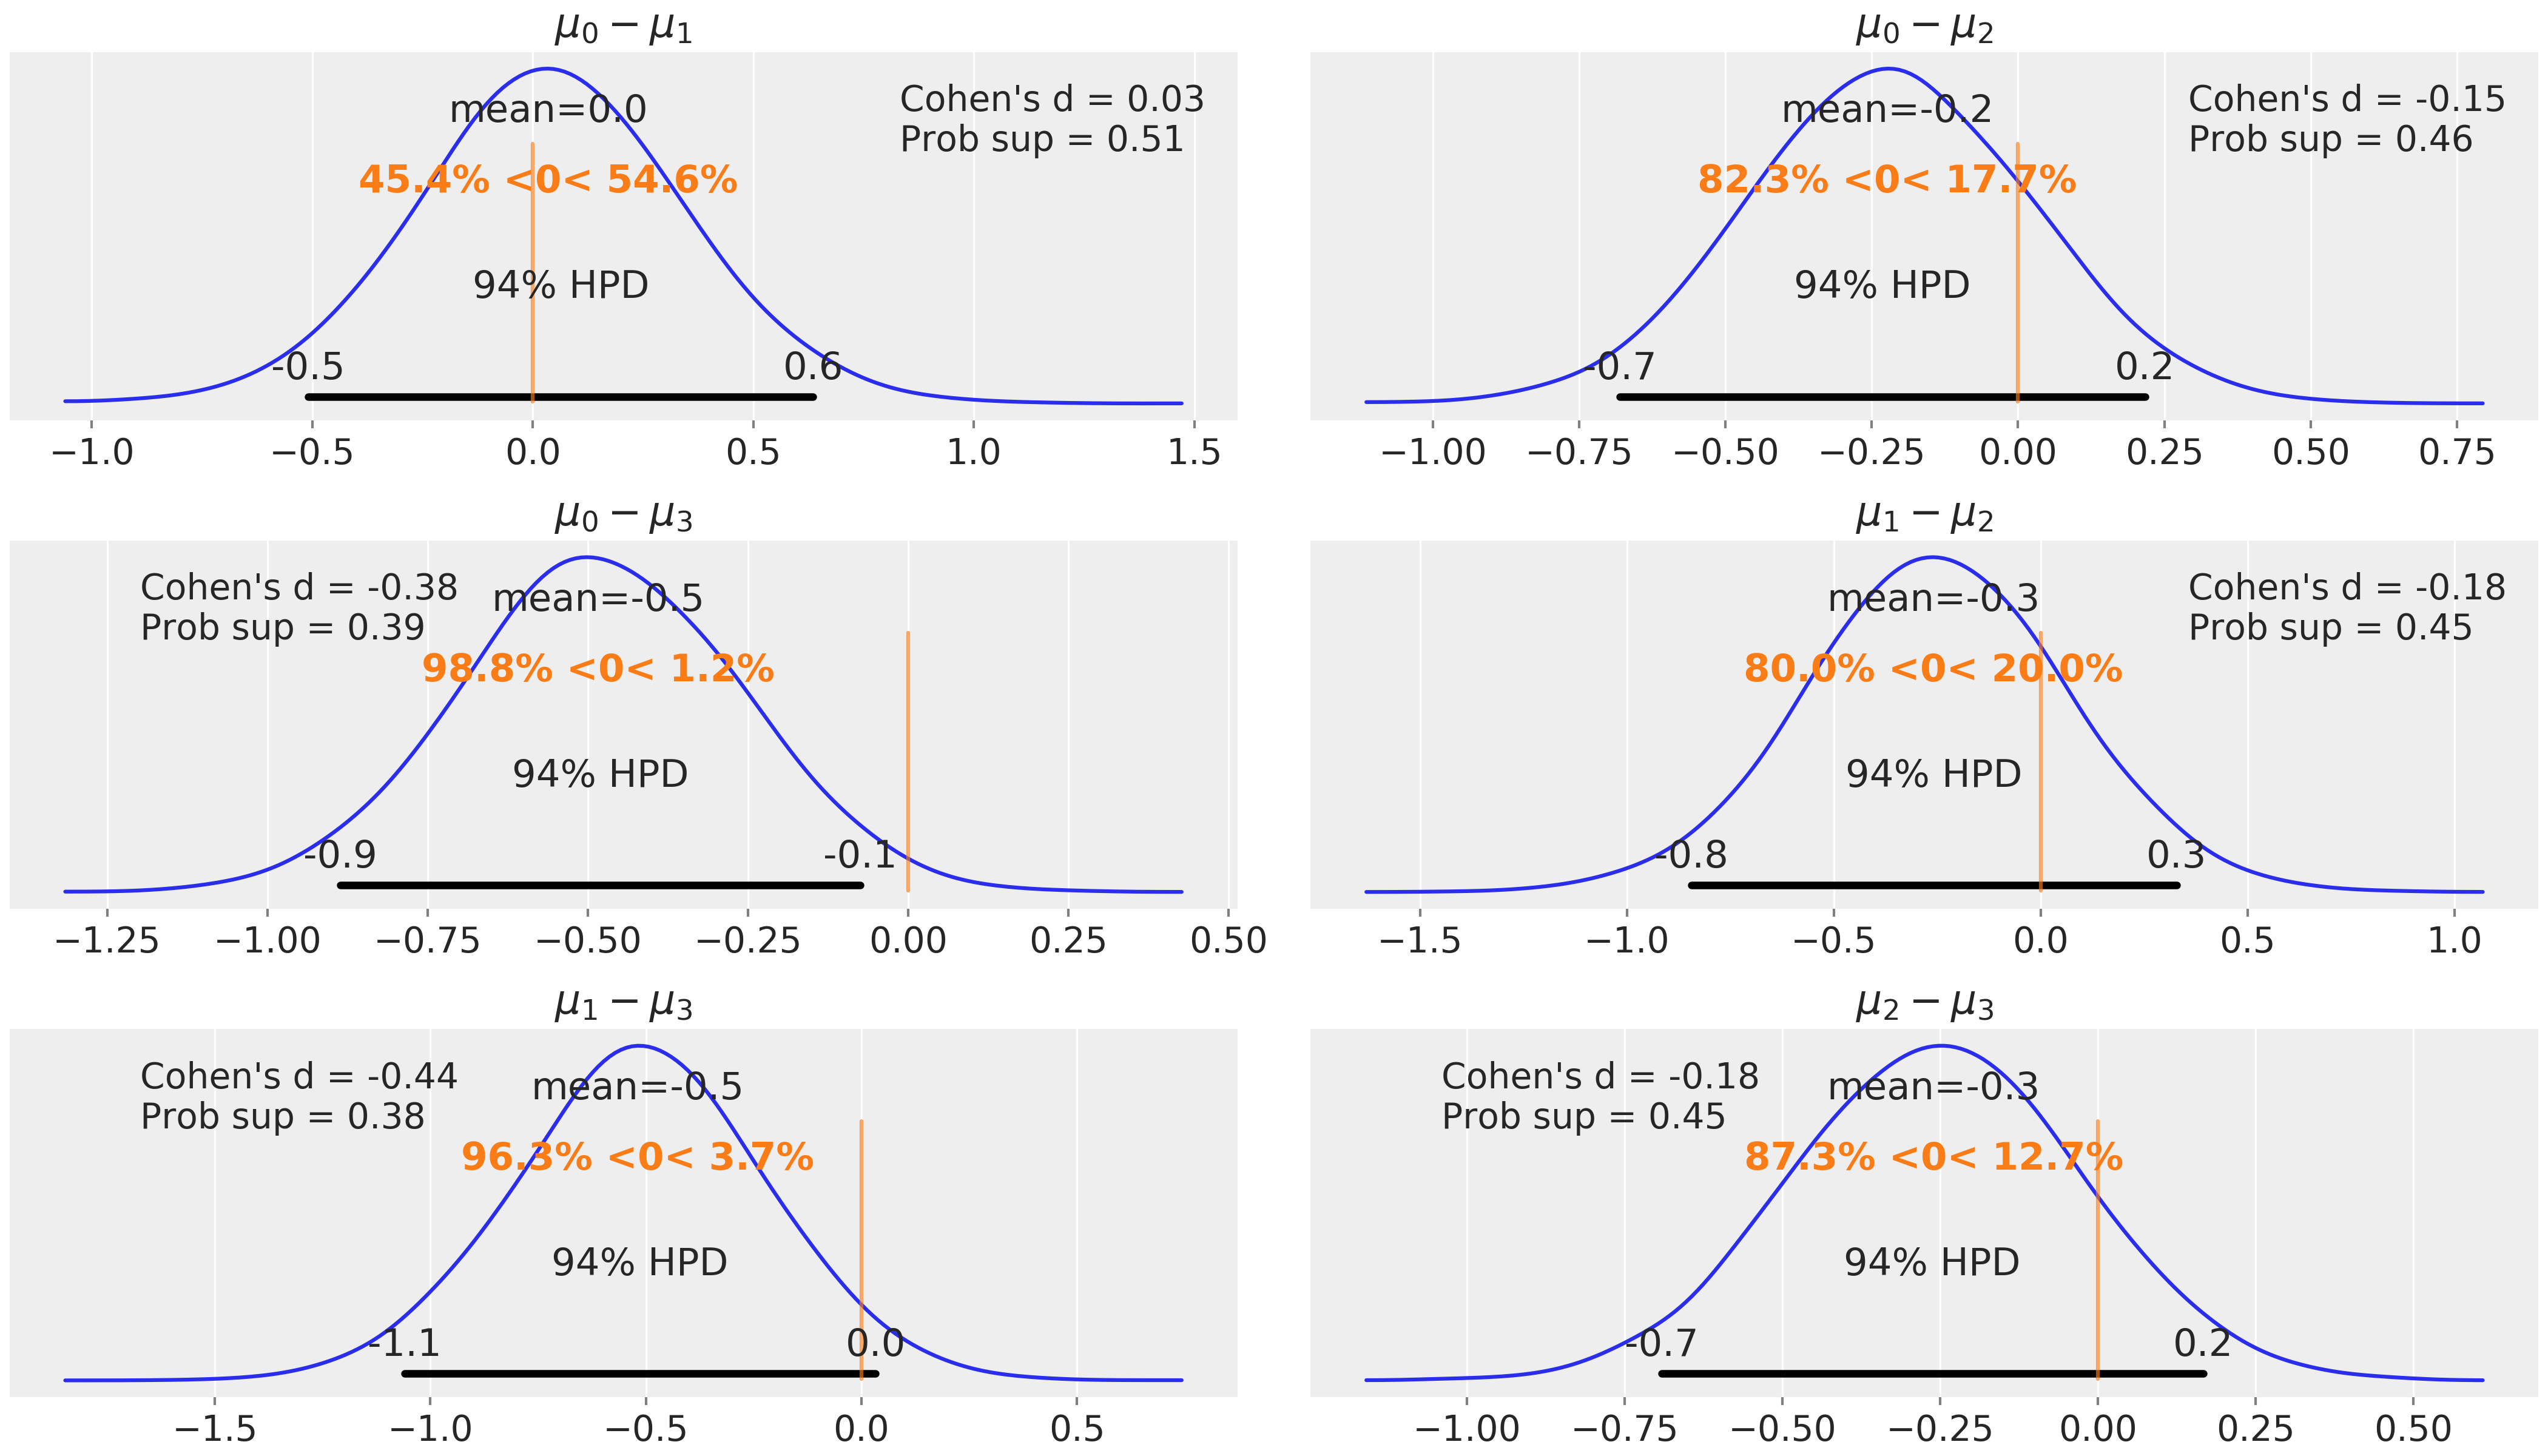 μ0 − μ1
Cohen's d = 0.03
Prob sup = 0.51
mean=0.0
45.4% <0< 54.6%
94% HPD
-0.5 0.6
−1.0 −0.5 0.0 0.5 1.0 1.5
μ0 − μ2
Cohen's d = -0.15
Prob sup = 0.46
mean=-0.2
82.3% <0< 17.7%
94% HPD
-0.7 0.2
−1.00 −0.75 −0.50 −0.25 0.00 0.25 0.50 0.75
μ0 − μ3
Cohen's d = -0.38
Prob sup = 0.39
mean=-0.5
98.8% <0< 1.2%
94% HPD
-0.9 -0.1
−1.25 −1.00 −0.75 −0.50 −0.25 0.00 0.25 0.50
μ1 − μ2
Cohen's d = -0.18
Prob sup = 0.45
mean=-0.3
80.0% <0< 20.0%
94% HPD
-0.8 0.3
−1.5 −1.0 −0.5 0.0 0.5 1.0
μ1 − μ3
Cohen's d = -0.44
Prob sup = 0.38
mean=-0.5
96.3% <0< 3.7%
94% HPD
-1.1 0.0
−1.5 −1.0 −0.5 0.0 0.5
μ2 − μ3
Cohen's d = -0.18
Prob sup = 0.45
mean=-0.3
87.3% <0< 12.7%
94% HPD
-0.7 0.2
−1.00 −0.75 −0.50 −0.25 0.00 0.25 0.50